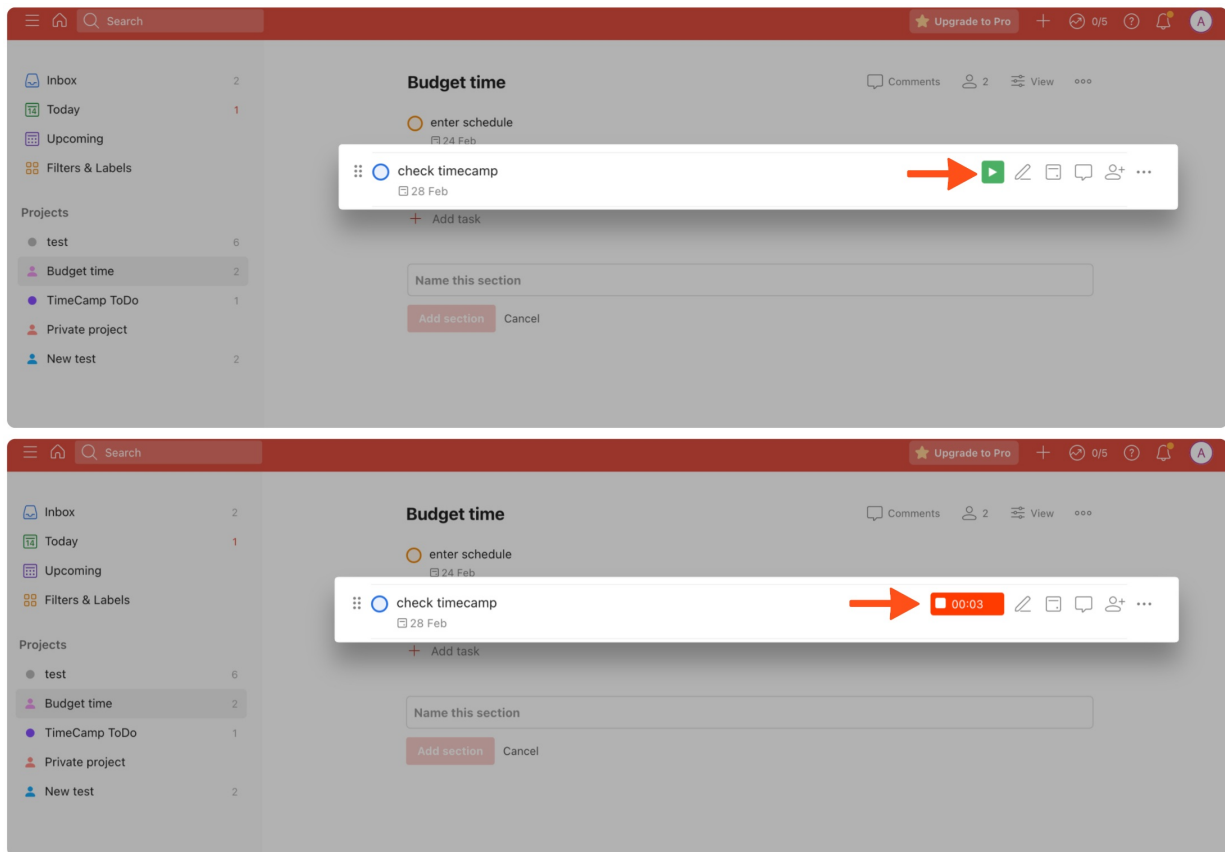 Search
Upgrade to Pro
0/5
?
A
Inbox 2
14 Today 1
Upcoming
Filters & Labels
Projects
test 6
Budget time 2
TimeCamp ToDo 1
Private project
New test 2
Budget time
Comments 2 View
enter schedule
24 Feb
check timecamp
28 Feb
+ Add task
Name this section
Add section Cancel
Search
Upgrade to Pro
0/5
?
A
Inbox 2
14 Today 1
Upcoming
Filters & Labels
Projects
test 6
Budget time 2
TimeCamp ToDo 1
Private project
New test 2
Budget time
Comments 2 View
enter schedule
24 Feb
check timecamp 00:03
28 Feb
+ Add task
Name this section
Add section Cancel